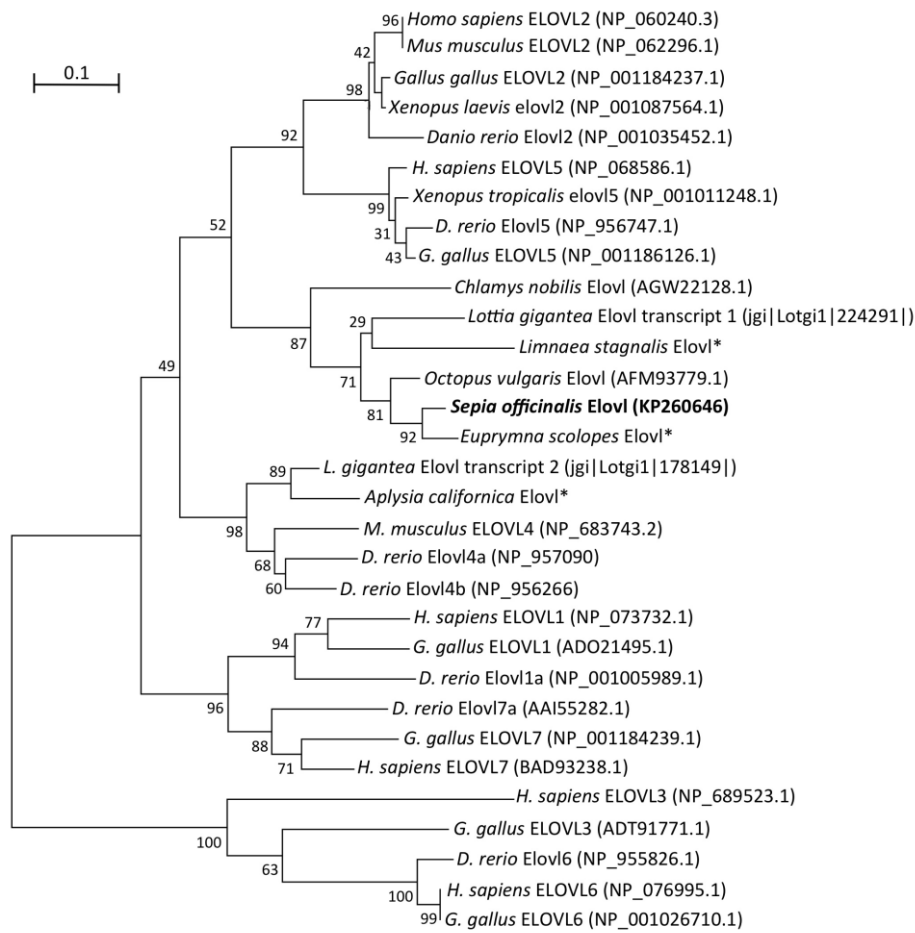 96 Homo sapiens ELOVL2 (NP_060240.3)
Mus musculus ELOVL2 (NP_062296.1)
42
0.1
Gallus gallus ELOVL2 (NP_001184237.1)
98
Xenopus laevis elovl2 (NP_001087564.1)
92
Danio rerio Elovl2 (NP_001035452.1)
H. sapiens ELOVL5 (NP_068586.1)
Xenopus tropicalis elovl5 (NP_001011248.1)
99
52
D. rerio Elovl5 (NP_956747.1)
31
43 G. gallus ELOVL5 (NP_001186126.1)
Chlamys nobilis Elovl (AGW22128.1)
Lottia gigantea Elovl transcript 1 (jgi|Lotgi1|224291|)
29
87
Limnaea stagnalis Elovl*
49
71
Octopus vulgaris Elovl (AFM93779.1)
Sepia officinalis Elovl (KP260646)
81
92 Euprymna scolopes Elovl*
89 L. gigantea Elovl transcript 2 (jgi|Lotgi1|178149|)
Aplysia californica Elovl*
98
M. musculus ELOVL4 (NP_683743.2)
68
D. rerio Elovl4a (NP_957090)
60 D. rerio Elovl4b (NP_956266)
77 H. sapiens ELOVL1 (NP_073732.1)
94
G. gallus ELOVL1 (ADO21495.1)
D. rerio Elovl1a (NP_001005989.1)
96
D. rerio Elovl7a (AAI55282.1)
88
G. gallus ELOVL7 (NP_001184239.1)
71 H. sapiens ELOVL7 (BAD93238.1)
H. sapiens ELOVL3 (NP_689523.1)
100
G. gallus ELOVL3 (ADT91771.1)
63
D. rerio Elovl6 (NP_955826.1)
100
H. sapiens ELOVL6 (NP_076995.1)
99 G. gallus ELOVL6 (NP_001026710.1)